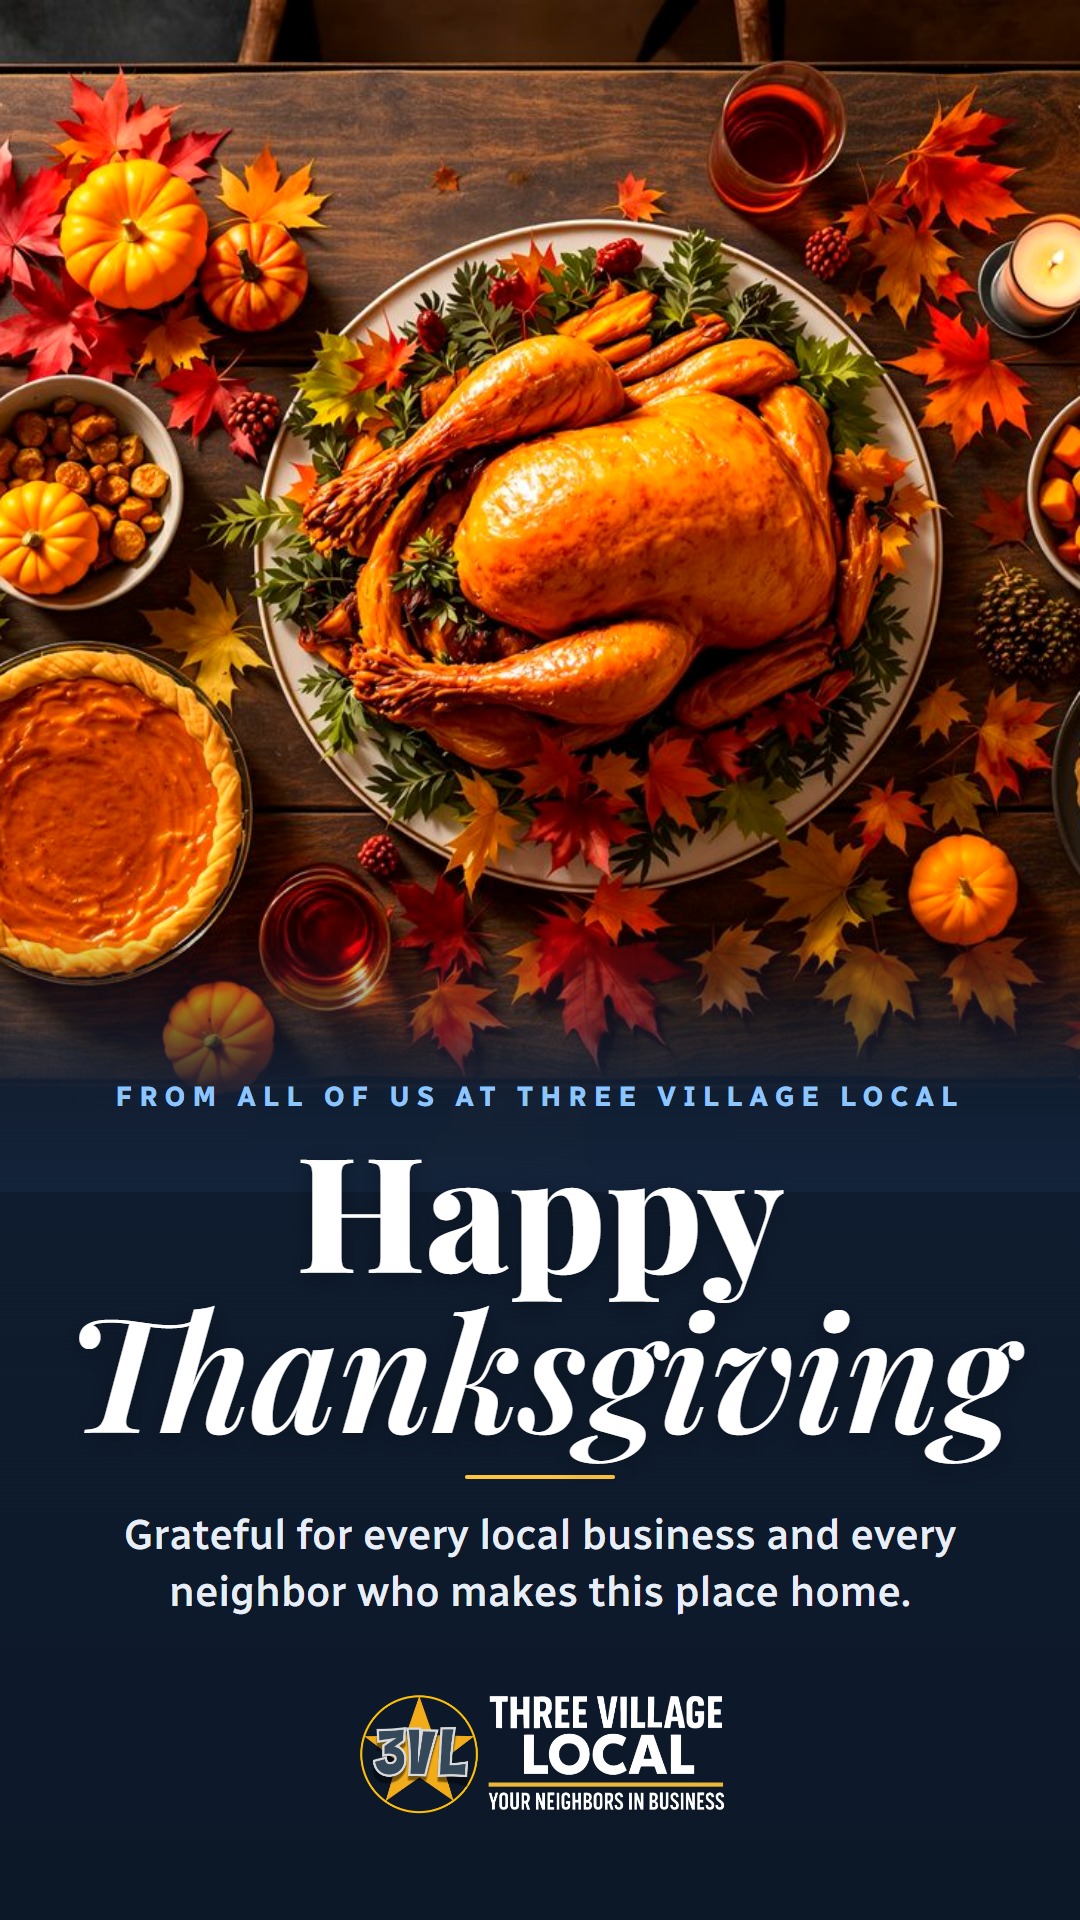 FROM ALL OF US AT THREE VILLAGE LOCAL
Happy
Thanksgiving
Grateful for every local business and every
neighbor who makes this place home.
3VL
THREE VILLAGE
LOCAL
YOUR NEIGHBORS IN BUSINESS